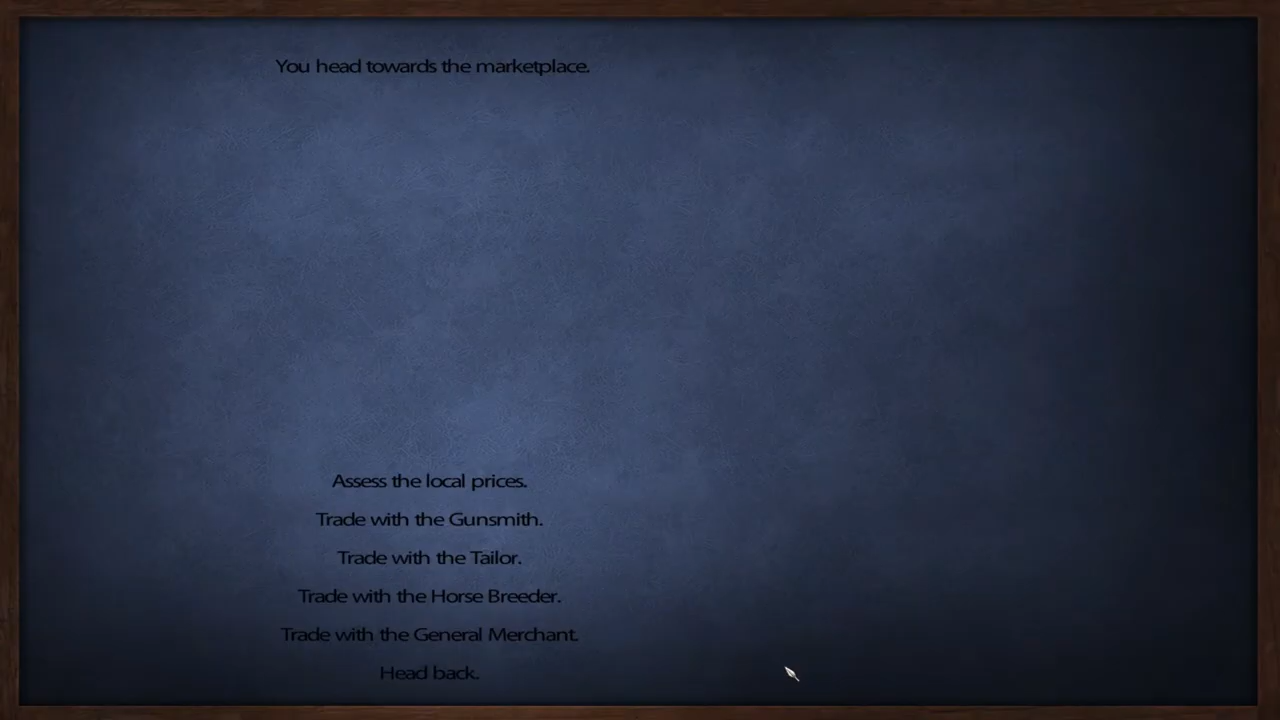 You head towards the marketplace.
Assess the local prices.
Trade with the Gunsmith.
Trade with the Tailor.
Trade with the Horse Breeder.
Trade with the General Merchant.
Head back.